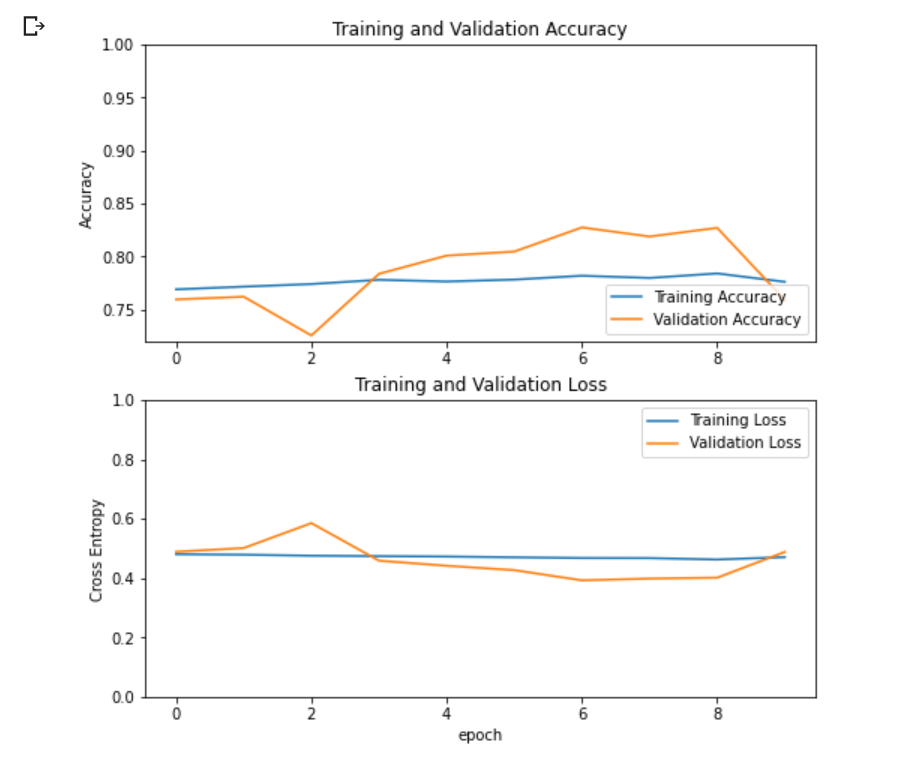 Training and Validation Accuracy
1.00
0.95
0.90
0.85
0.80
0.75
Accuracy
Training Accuracy
Validation Accuracy
0 2 4 6 8
Training and Validation Loss
1.0
0.8
0.6
0.4
0.2
0.0
Cross Entropy
Training Loss
Validation Loss
0 2 4 6 8
epoch